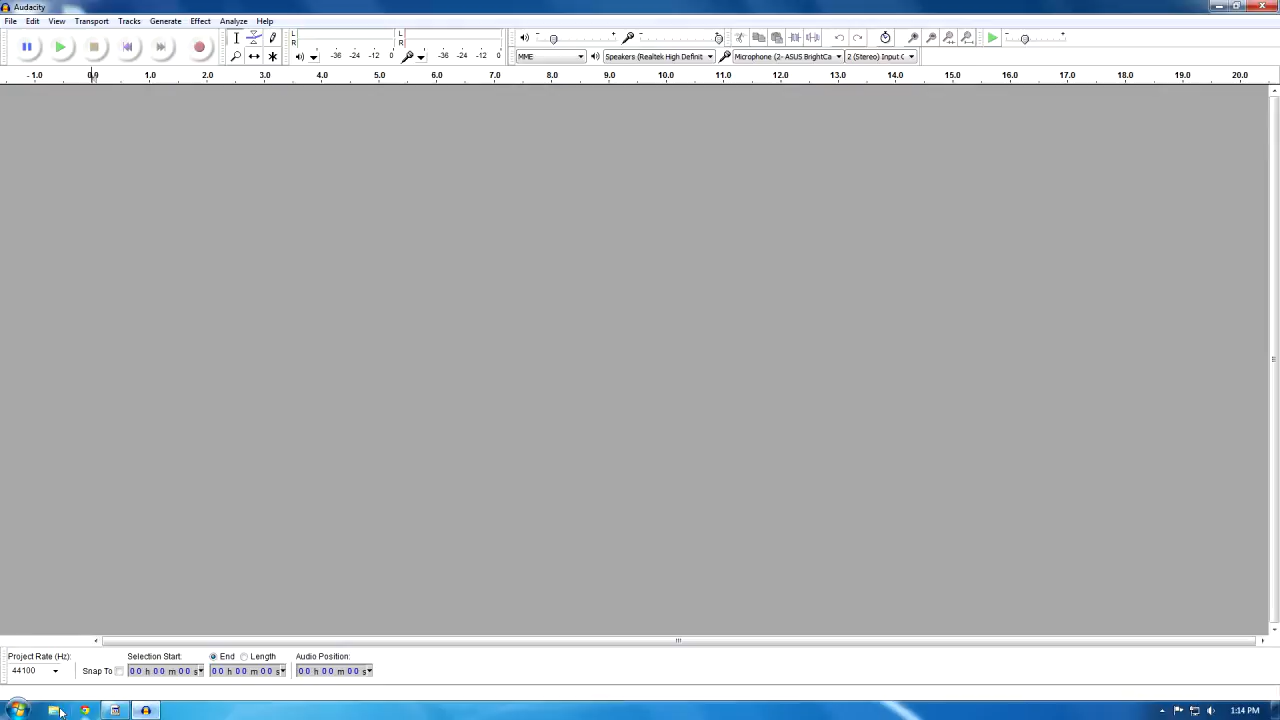 Audacity
File Edit View Transport Tracks Generate Effect Analyze Help
L L
R R
-36 -24 -12 0 -36 -24 -12 0
MME Speakers (Realtek High Definit Microphone (2- ASUS BrightCa 2 (Stereo) Input C
- 1.0 0.0 1.0 2.0 3.0 4.0 5.0 6.0 7.0 8.0 9.0 10.0 11.0 12.0 13.0 14.0 15.0 16.0 17.0 18.0 19.0 20.0
Project Rate (Hz): Selection Start: End Length Audio Position:
44100 Snap To 00 h 00 m 00 s 00 h 00 m 00 s 00 h 00 m 00 s
1:14 PM